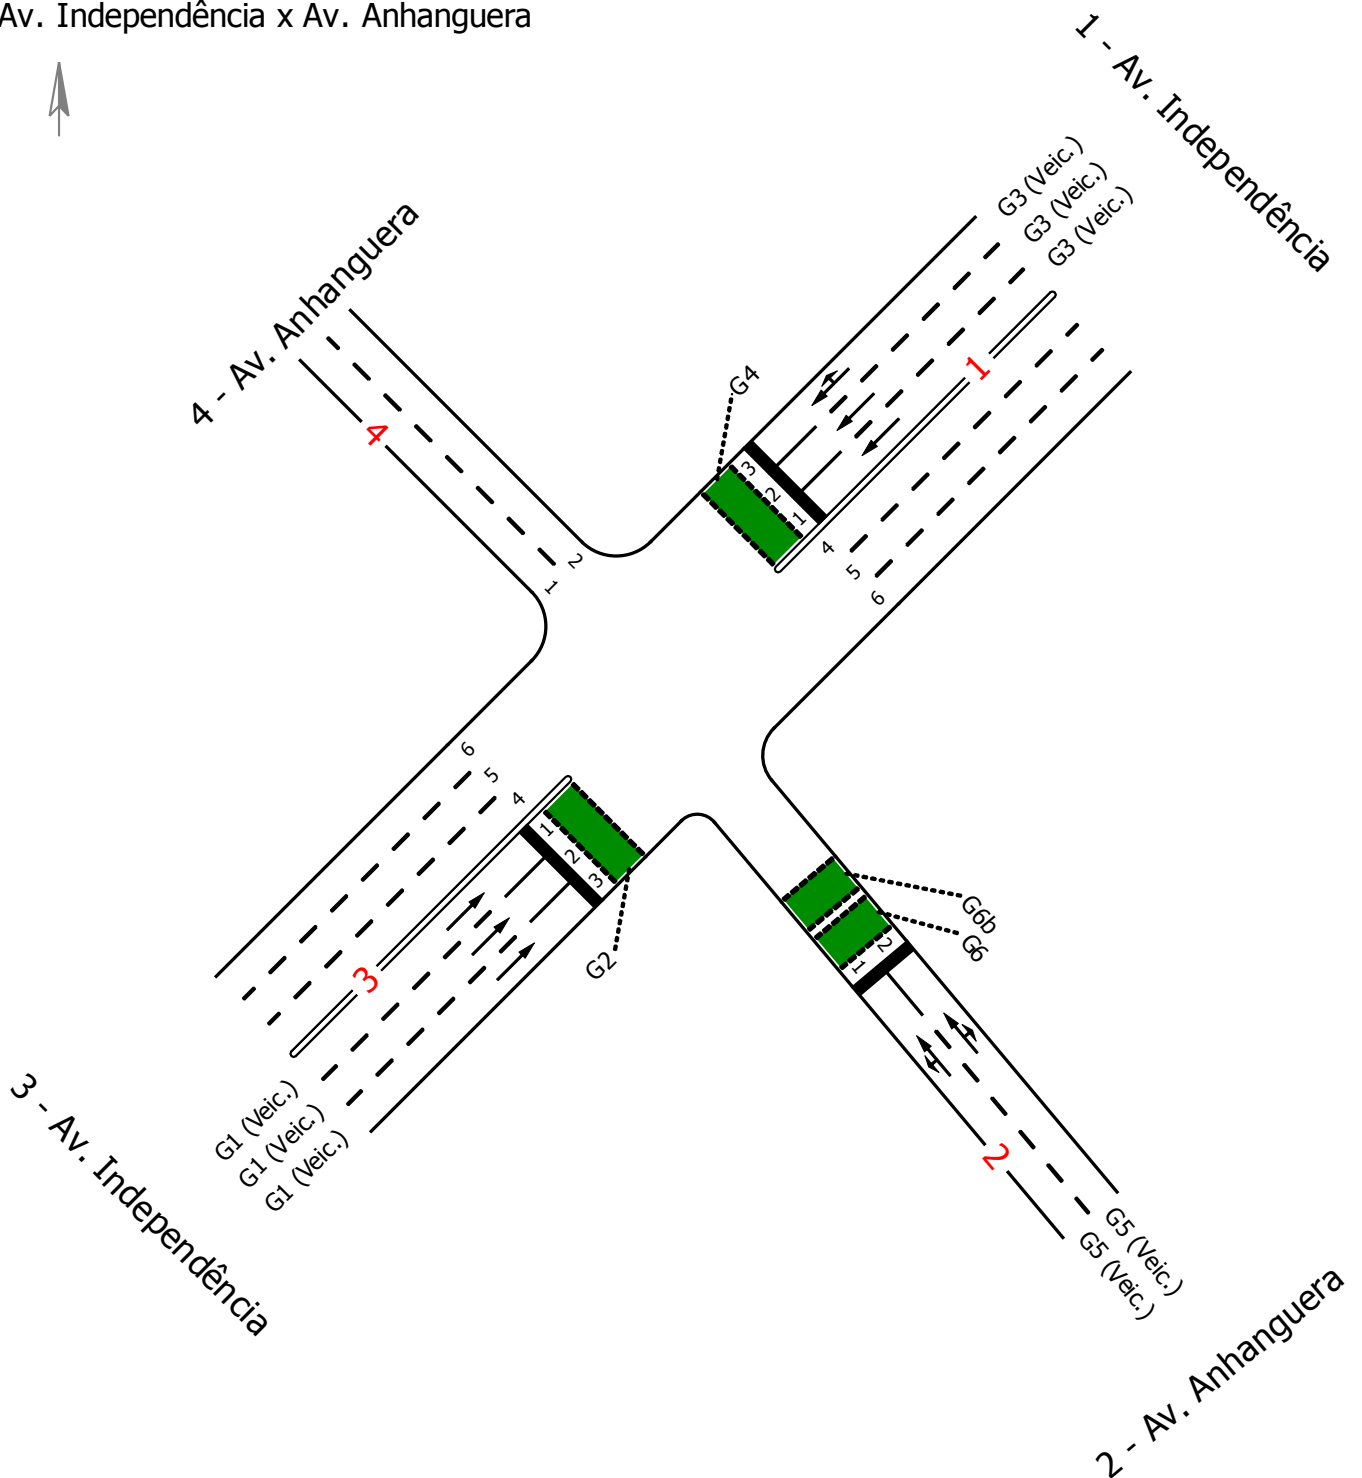 Av. Independência x Av. Anhanguera
1 - Av. Independência
G3 (Veic.)
G3 (Veic.)
G3 (Veic.)
4 - Av. Anhanguera
1
G4
4
3
2
1
4
5
6
2
1
6
5
4
1
2
3
G6b
G6
2
1
G2
3
3 - Av. Independência
G1 (Veic.)
G1 (Veic.)
G1 (Veic.)
2
G5 (Veic.)
G5 (Veic.)
2 - Av. Anhanguera